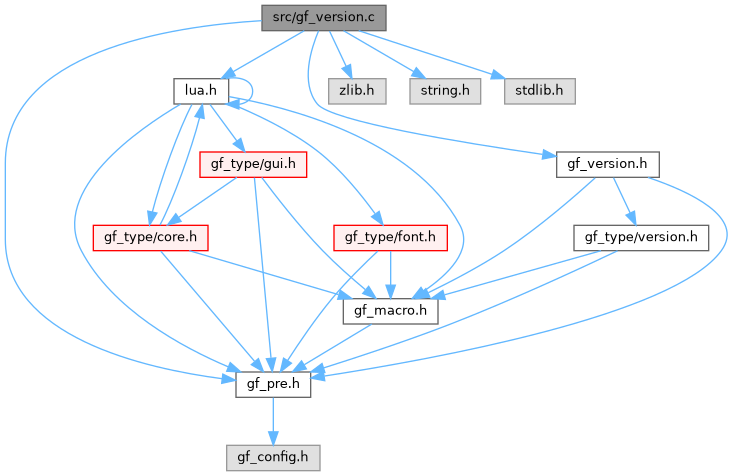 src/gf_version.c
lua.h
zlib.h
string.h
stdlib.h
gf_type/gui.h
gf_version.h
gf_type/core.h
gf_type/font.h
gf_type/version.h
gf_macro.h
gf_pre.h
gf_config.h